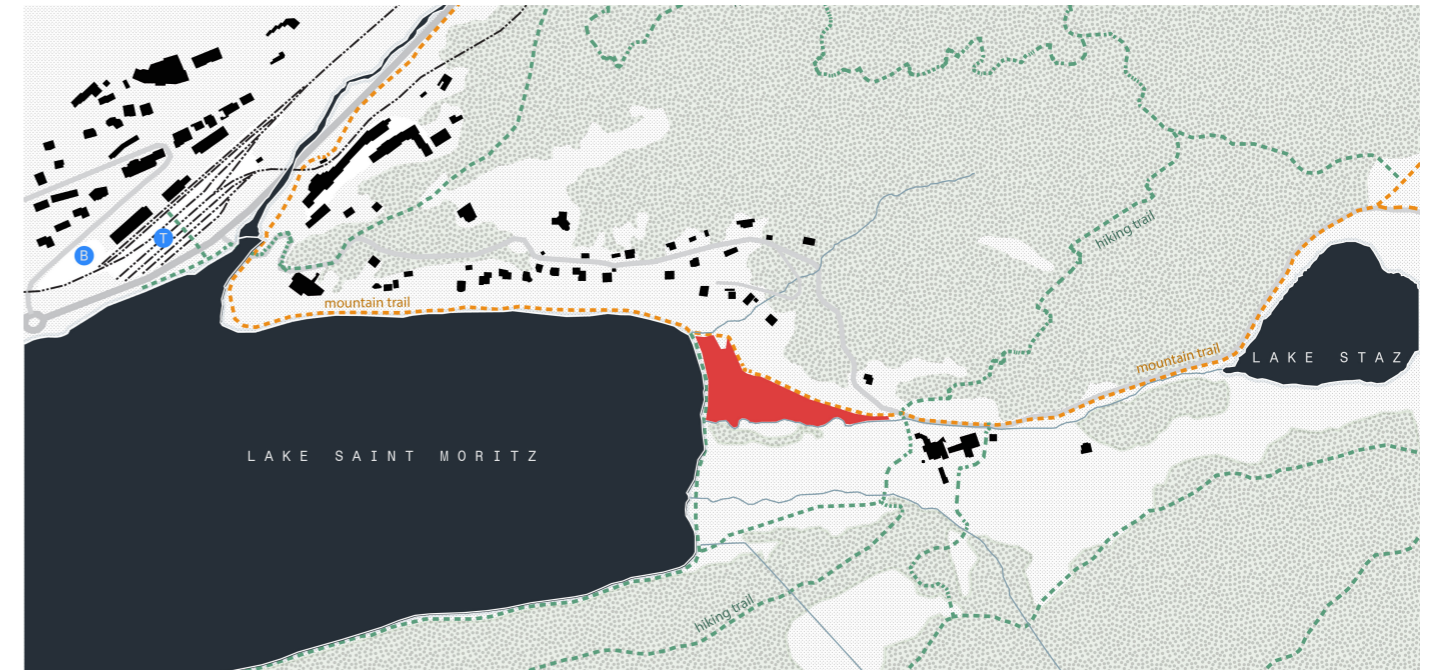 hiking trail
T
B
mountain trail
mountain trail
LAKE STAZ
LAKE SAINT MORITZ
hiking trail